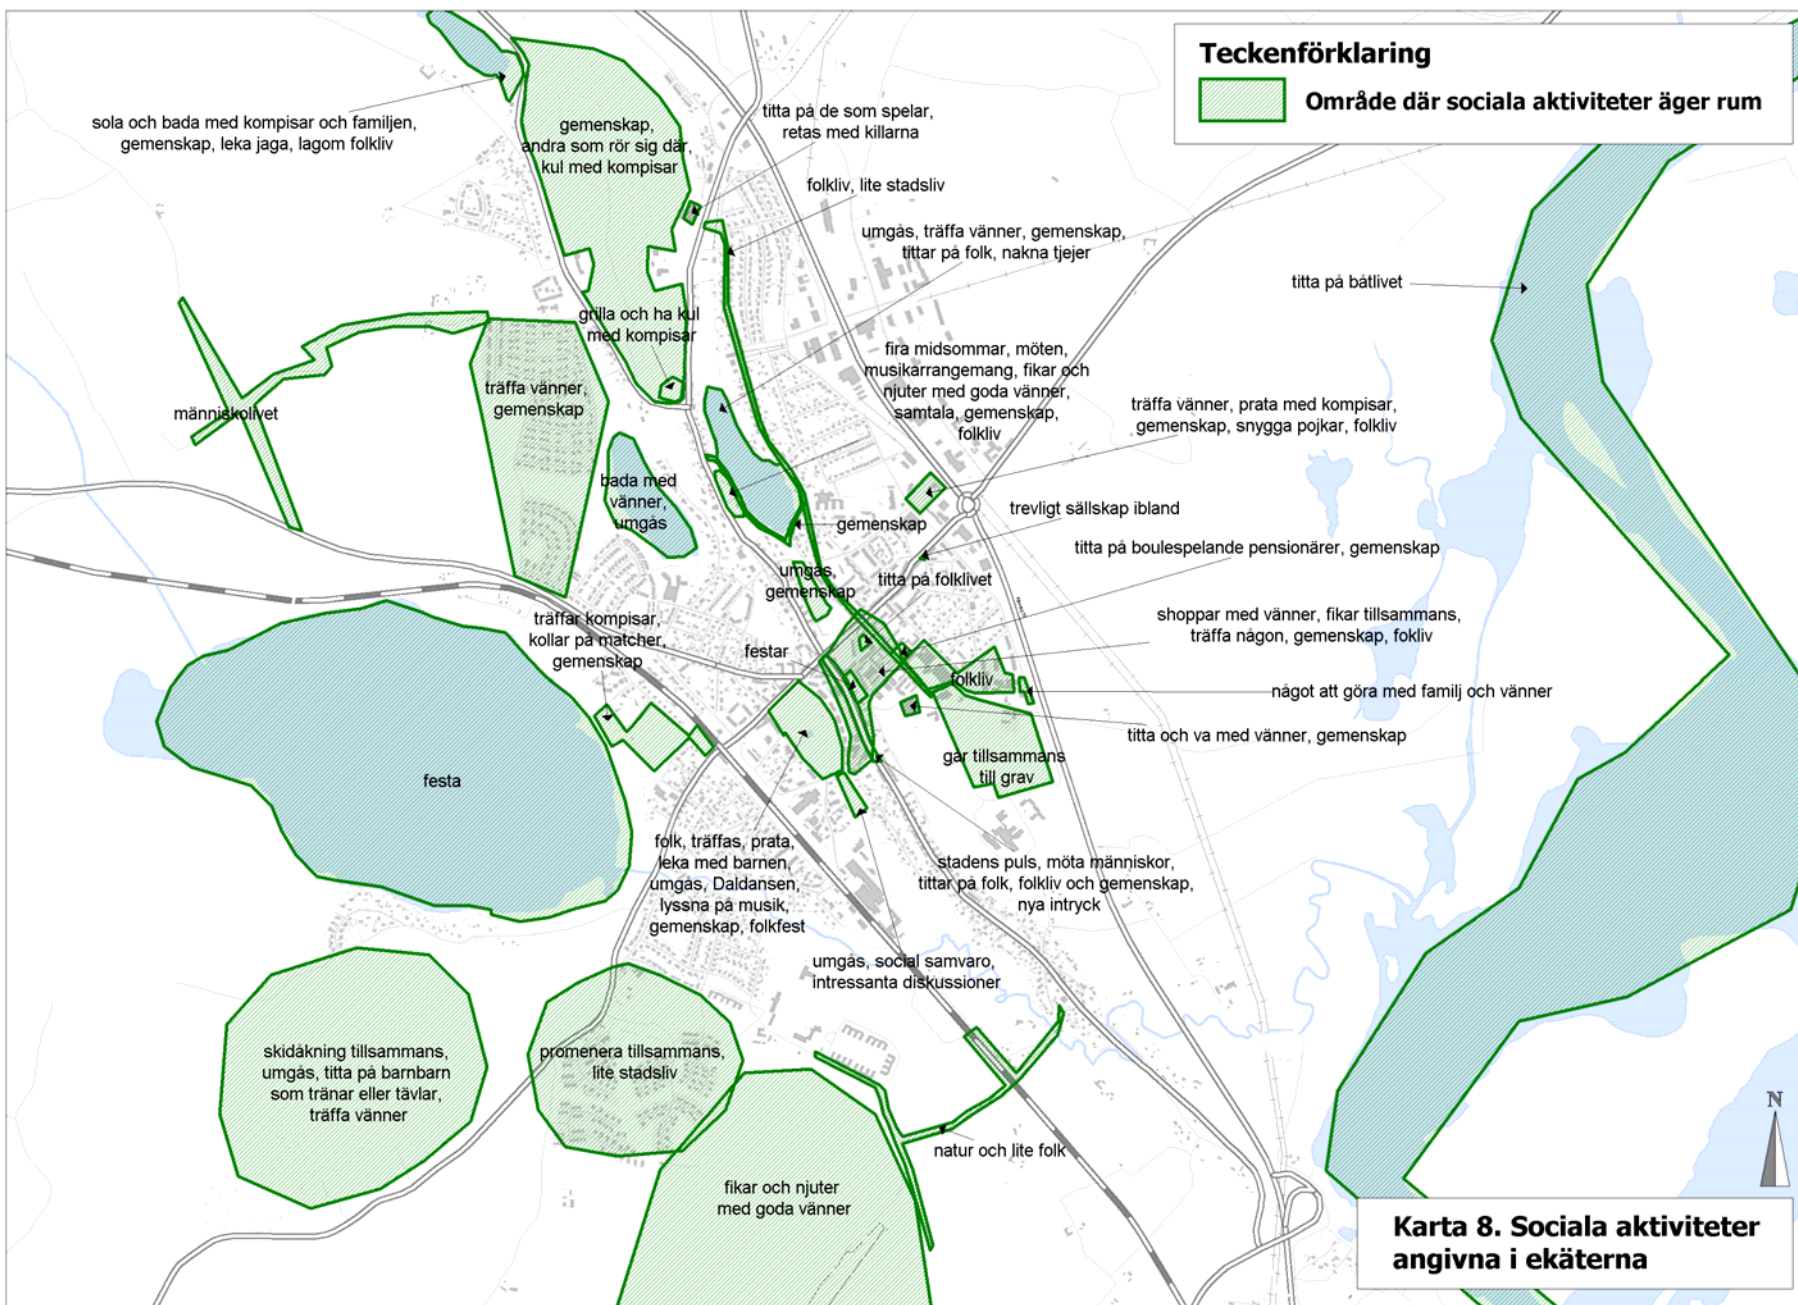 Teckenförklaring
Område där sociala aktiviteter äger rum
sola och bada med kompisar och familjen,
gemenskap, leka jaga, lagom folkliv
gemenskap,
andra som rör sig där,
kul med kompisar
titta på de som spelar,
retas med killarna
folkliv, lite stadsliv
umgås, träffa vänner, gemenskap,
tittar på folk, nakna tjejer
titta på båtlivet
grilla och ha kul
med kompisar
fira midsommar, möten,
musikarrangemang, fikar och
njuter med goda vänner,
samtala, gemenskap,
folkliv
träffa vänner,
gemenskap
människolivet
träffa vänner, prata med kompisar,
gemenskap, snygga pojkar, folkliv
bada med
vänner,
umgås
gemenskap
trevligt sällskap ibland
titta på boulespelande pensionärer, gemenskap
umgås,
gemenskap
titta på folklivet
träffar kompisar,
kollar på matcher,
gemenskap
festar
shoppar med vänner, fikar tillsammans,
träffa någon, gemenskap, fokliv
folkliv
något att göra med familj och vänner
titta och va med vänner, gemenskap
går tillsammans
till grav
festa
folk, träffas, prata,
leka med barnen,
umgås, Daldansen,
lyssna på musik,
gemenskap, folkfest
stadens puls, möta människor,
tittar på folk, folkliv och gemenskap,
nya intryck
umgås, social samvaro,
intressanta diskussioner
skidåkning tillsammans,
umgås, titta på barnbarn
som tränar eller tävlar,
träffa vänner
promenera tillsammans,
lite stadsliv
natur och lite folk
fikar och njuter
med goda vänner
N
Karta 8. Sociala aktiviteter
angivna i ekäterna